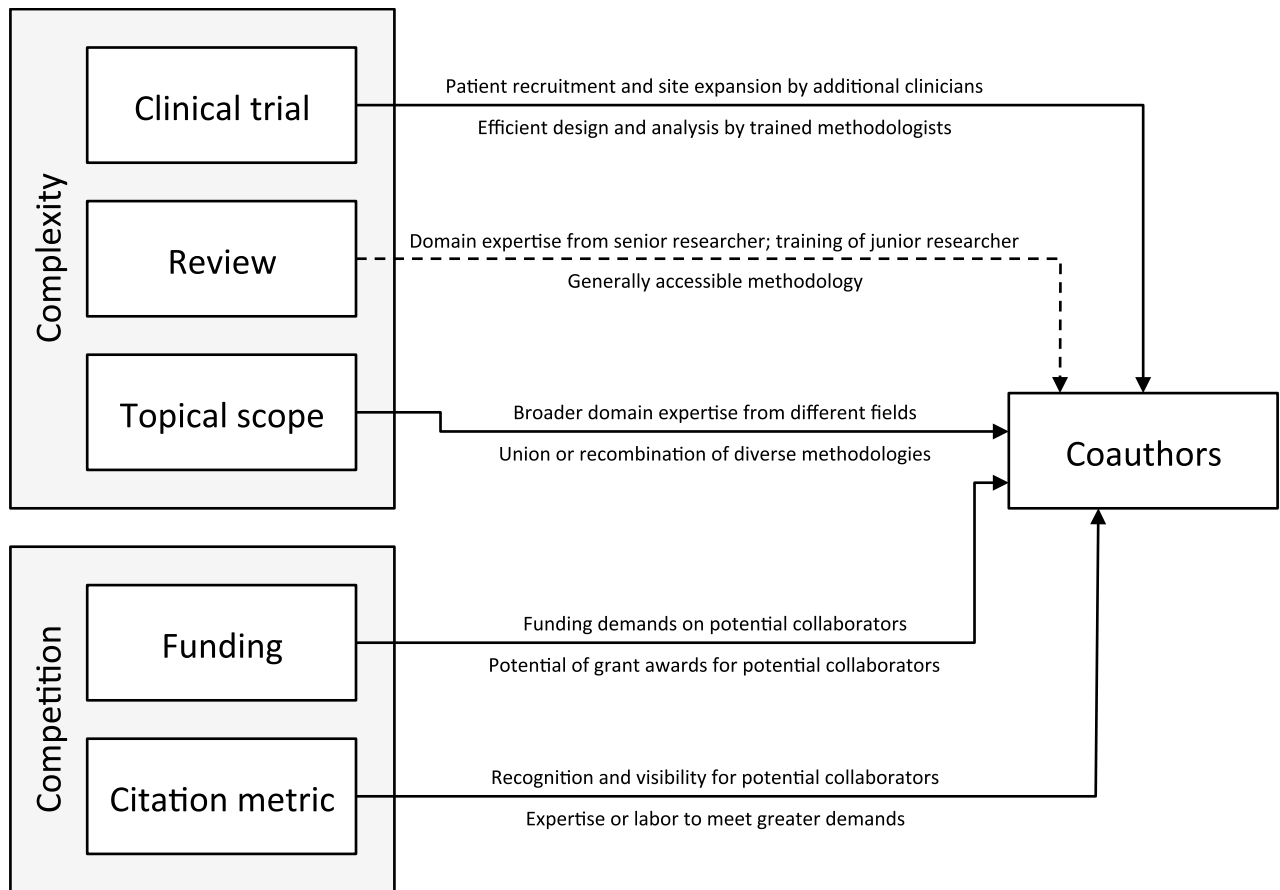 Complexity
Clinical trial
Patient recruitment and site expansion by additional clinicians
Efficient design and analysis by trained methodologists
Review
Domain expertise from senior researcher; training of junior researcher
Generally accessible methodology
Topical scope
Broader domain expertise from different fields
Union or recombination of diverse methodologies
Coauthors
Competition
Funding
Funding demands on potential collaborators
Potential of grant awards for potential collaborators
Citation metric
Recognition and visibility for potential collaborators
Expertise or labor to meet greater demands